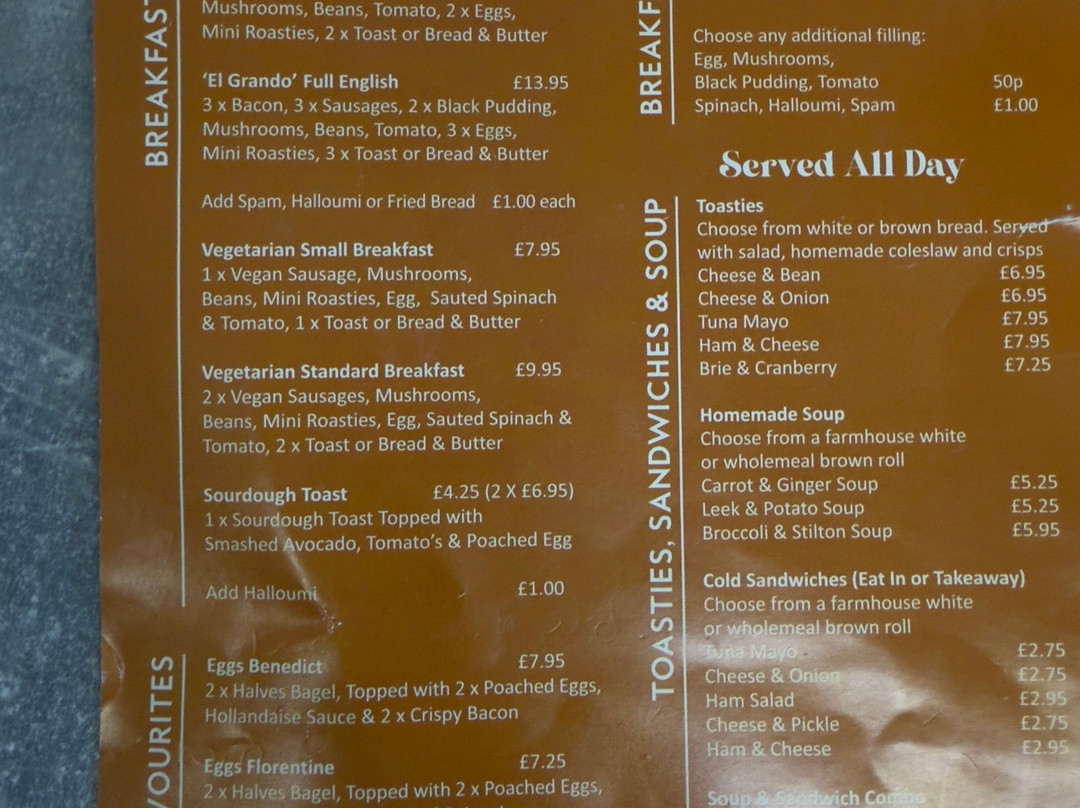 BREAKFAST
Mushrooms, Beans, Tomato, 2 x Eggs,
Mini Roasties, 2 x Toast or Bread & Butter
‘El Grando’ Full English £13.95
3 x Bacon, 3 x Sausages, 2 x Black Pudding,
Mushrooms, Beans, Tomato, 3 x Eggs,
Mini Roasties, 3 x Toast or Bread & Butter
Add Spam, Halloumi or Fried Bread £1.00 each
Vegetarian Small Breakfast £7.95
1 x Vegan Sausage, Mushrooms,
Beans, Mini Roasties, Egg, Sauted Spinach
& Tomato, 1 x Toast or Bread & Butter
Vegetarian Standard Breakfast £9.95
2 x Vegan Sausages, Mushrooms,
Beans, Mini Roasties, Egg, Sauted Spinach &
Tomato, 2 x Toast or Bread & Butter
Sourdough Toast £4.25 (2 X £6.95)
1 x Sourdough Toast Topped with
Smashed Avocado, Tomato’s & Poached Egg
Add Halloumi £1.00
VOURITES
Eggs Benedict £7.95
2 x Halves Bagel, Topped with 2 x Poached Eggs,
Hollandaise Sauce & 2 x Crispy Bacon
Eggs Florentine £7.25
2 x Halves Bagel, Topped with 2 x Poached Eggs,
BREAKF
Choose any additional filling:
Egg, Mushrooms,
Black Pudding, Tomato 50p
Spinach, Halloumi, Spam £1.00
Served All Day
TOASTIES, SANDWICHES & SOUP
Toasties
Choose from white or brown bread. Served
with salad, homemade coleslaw and crisps
Cheese & Bean £6.95
Cheese & Onion £6.95
Tuna Mayo £7.95
Ham & Cheese £7.95
Brie & Cranberry £7.25
Homemade Soup
Choose from a farmhouse white
or wholemeal brown roll
Carrot & Ginger Soup £5.25
Leek & Potato Soup £5.25
Broccoli & Stilton Soup £5.95
Cold Sandwiches (Eat In or Takeaway)
Choose from a farmhouse white
or wholemeal brown roll
Tuna Mayo £2.75
Cheese & Onion £2.75
Ham Salad £2.95
Cheese & Pickle £2.75
Ham & Cheese £2.95
Soup & Sandwich Combo